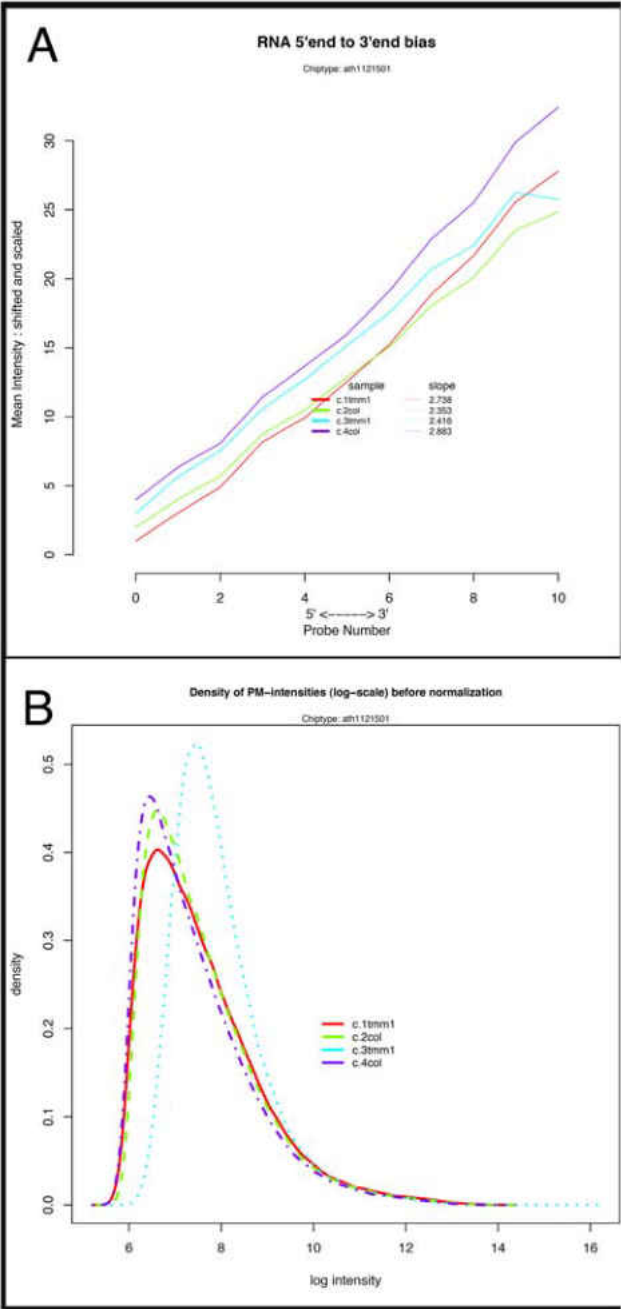 A
RNA 5'end to 3'end bias
Chiptype: ath1121501
Mean Intensity : shifted and scaled
30
25
20
15
10
5
0
sample slope
c.1tmm1 2.738
c.2col 2.353
c.3tmm1 2.416
c.4col 2.883
0 2 4 6 8 10
5' <-----> 3'
Probe Number
B
Density of PM-intensities (log-scale) before normalization
Chiptype: ath1121501
density
0.5
0.4
0.3
0.2
0.1
0.0
c.1tmm1
c.2col
c.3tmm1
c.4col
6 8 10 12 14 16
log intensity